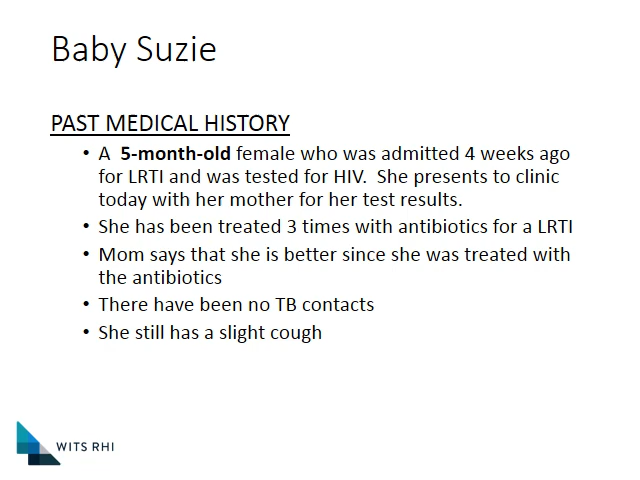 Baby Suzie
PAST MEDICAL HISTORY
• A 5-month-old female who was admitted 4 weeks ago
for LRTI and was tested for HIV. She presents to clinic
today with her mother for her test results.
• She has been treated 3 times with antibiotics for a LRTI
• Mom says that she is better since she was treated with
the antibiotics
• There have been no TB contacts
• She still has a slight cough
WITS RHI